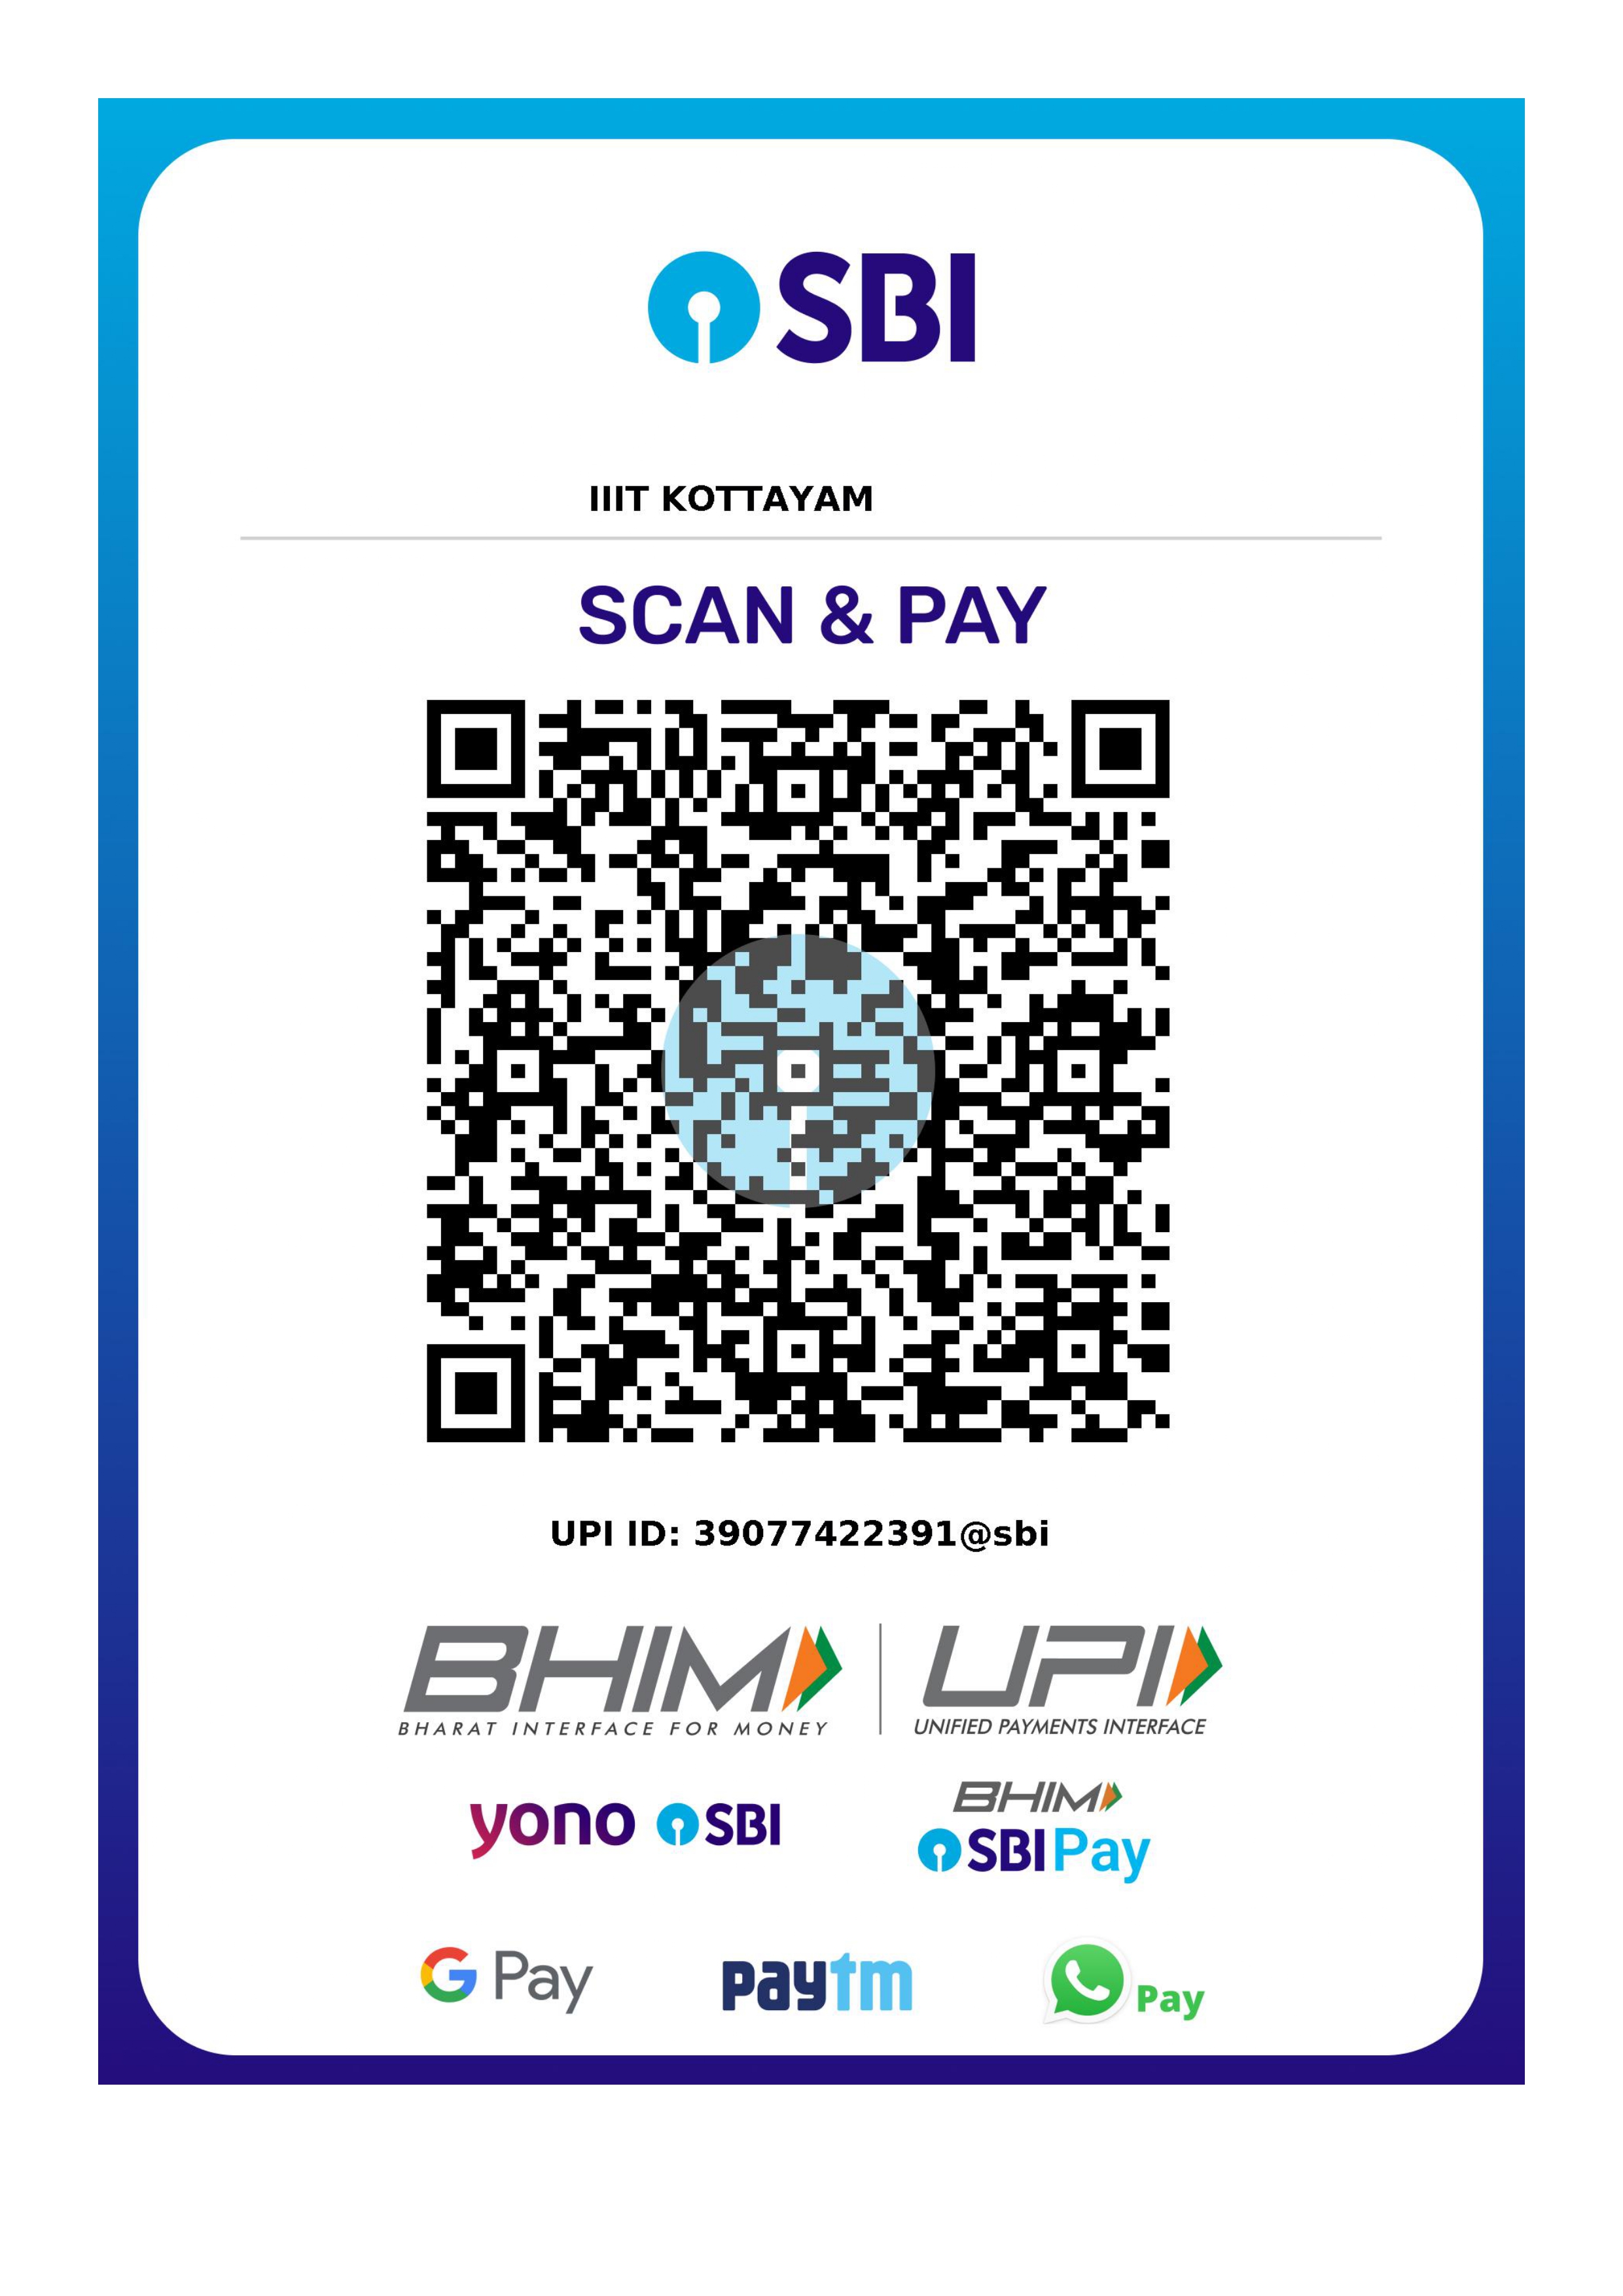 SBI
IIIT KOTTAYAM
SCAN & PAY
UPI ID: 39077422391@sbi
BHIM UPI
BHARAT INTERFACE FOR MONEY UNIFIED PAYMENTS INTERFACE
yono SBI
BHIM
SBI Pay
G Pay
paytm
Pay